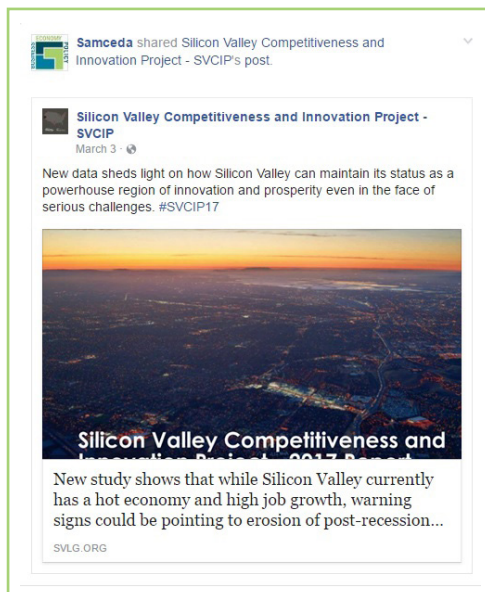 Samceda shared Silicon Valley Competitiveness and
Innovation Project - SVCIP's post.
Silicon Valley Competitiveness and Innovation Project -
SVCIP
March 3 ·
New data sheds light on how Silicon Valley can maintain its status as a
powerhouse region of innovation and prosperity even in the face of
serious challenges. #SVCIP17
Silicon Valley Competitiveness and
Innovation Project 2017 Report
New study shows that while Silicon Valley currently
has a hot economy and high job growth, warning
signs could be pointing to erosion of post-recession...
SVLG.ORG